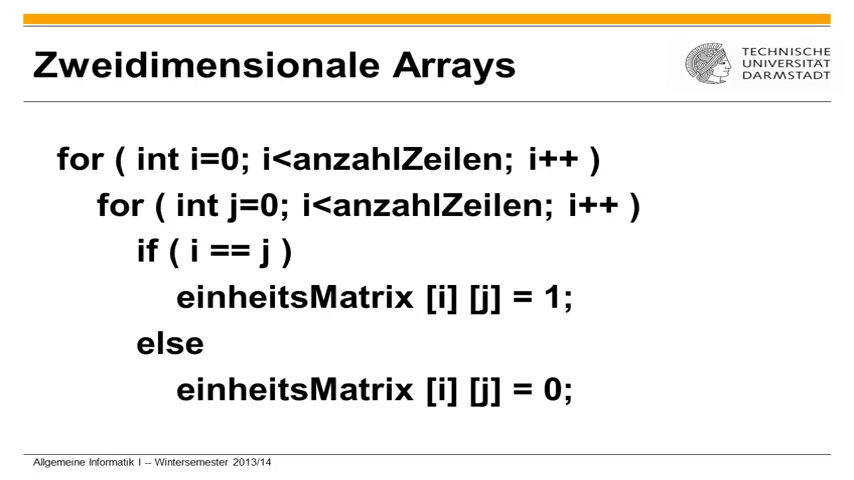 Zweidimensionale Arrays
TECHNISCHE
UNIVERSITÄT
DARMSTADT
for ( int i=0; i<anzahlZeilen; i++ )
for ( int j=0; i<anzahlZeilen; i++ )
if ( i == j )
einheitsMatrix [i] [j] = 1;
else
einheitsMatrix [i] [j] = 0;
Allgemeine Informatik I -- Wintersemester 2013/14